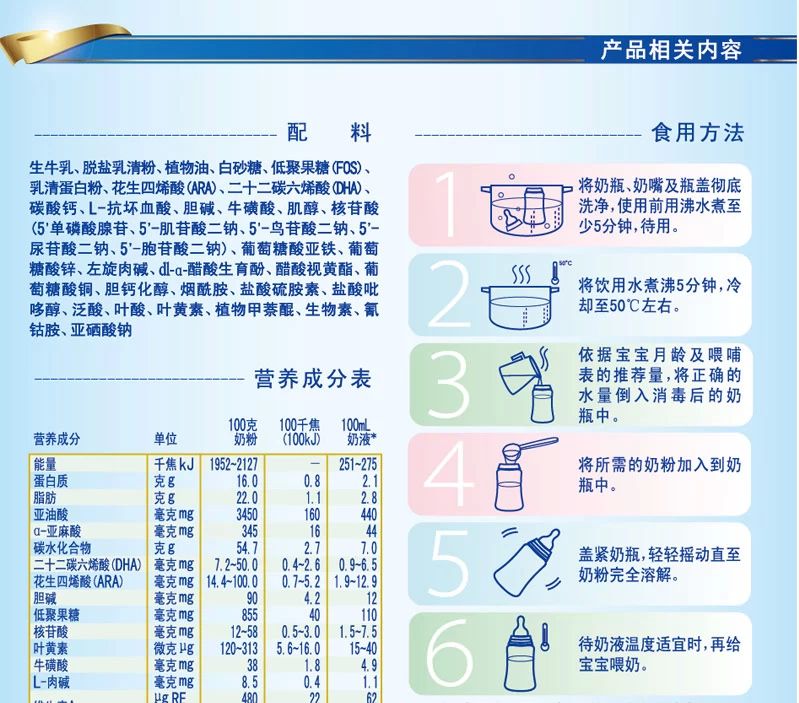 产品相关内容
配 料
生牛乳、脱盐乳清粉、植物油、白砂糖、低聚果糖(FOS)、
乳清蛋白粉、花生四烯酸(ARA)、二十二碳六烯酸(DHA)、
碳酸钙、L-抗坏血酸、胆碱、牛磺酸、肌醇、核苷酸
(5'单磷酸腺苷、5'-肌苷酸二钠、5'-鸟苷酸二钠、5'-
尿苷酸二钠、5'-胞苷酸二钠)、葡萄糖酸亚铁、葡萄
糖酸锌、左旋肉碱、dl-α-醋酸生育酚、醋酸视黄酯、葡
萄糖酸铜、胆钙化醇、烟酰胺、盐酸硫胺素、盐酸吡
哆醇、泛酸、叶酸、叶黄素、植物甲萘醌、生物素、氰
钴胺、亚硒酸钠
营养成分表
营养成分 单位 100克奶粉 100千焦(100kJ) 100mL奶液*
能量 千焦kJ 1952~2127 — 251~275
蛋白质 克g 16.0 0.8 2.1
脂肪 克g 22.0 1.1 2.8
亚油酸 毫克mg 3450 160 440
α-亚麻酸 毫克mg 345 16 44
碳水化合物 克g 54.7 2.7 7.0
二十二碳六烯酸(DHA) 毫克mg 7.2~50.0 0.4~2.6 0.9~6.5
花生四烯酸(ARA) 毫克mg 14.4~100.0 0.7~5.2 1.9~12.9
胆碱 毫克mg 90 4.2 12
低聚果糖 毫克mg 855 40 110
核苷酸 毫克mg 12~58 0.5~3.0 1.5~7.5
叶黄素 微克μg 120~313 5.6~16.0 15~40
牛磺酸 毫克mg 38 1.8 4.9
L-肉碱 毫克mg 8.5 0.4 1.1
μg RE 480 22 62
食用方法
1
将奶瓶、奶嘴及瓶盖彻底
洗净，使用前用沸水煮至
少5分钟，待用。
2
50℃
将饮用水煮沸5分钟，冷
却至50℃左右。
3
依据宝宝月龄及喂哺
表的推荐量，将正确的
水量倒入消毒后的奶
瓶中。
4
将所需的奶粉加入到奶
瓶中。
5
盖紧奶瓶，轻轻摇动直至
奶粉完全溶解。
6
待奶液温度适宜时，再给
宝宝喂奶。